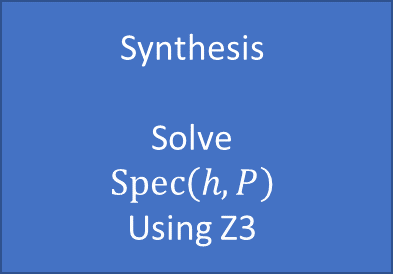 Synthesis
Solve
Spec(h, P)
Using Z3